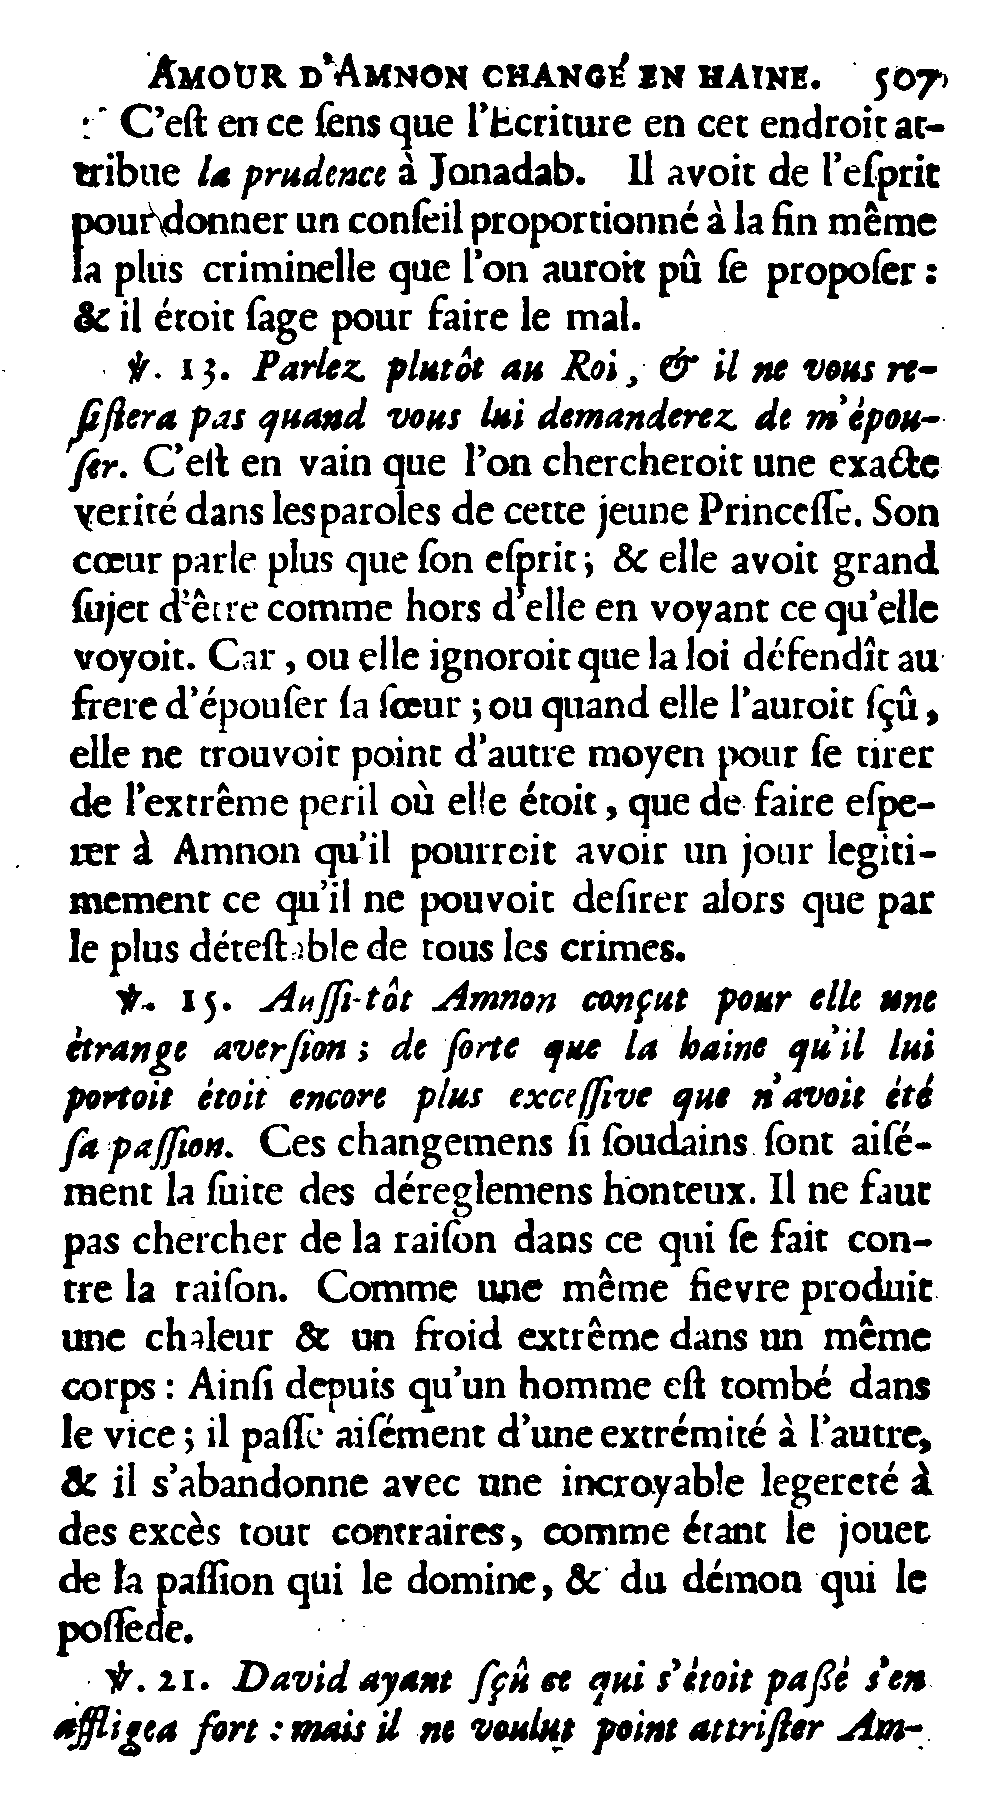 AMOUR D'AMNON CHANGÉ EN HAINE. 507
C'eſt en ce ſens que l'Ecriture en cet endroit at-
tribue la prudence à Jonadab. Il avoit de l'eſprit
pour donner un conſeil proportionné à la fin même
la plus criminelle que l'on auroit pû ſe propoſer :
& il étoit ſage pour faire le mal.
℣. 13. Parlez plutôt au Roi, & il ne vous re-
ſiſtera pas quand vous lui demanderez de m'épou-
ſer. C'eſt en vain que l'on chercheroit une exacte
verité dans les paroles de cette jeune Princeſſe. Son
cœur parle plus que ſon eſprit ; & elle avoit grand
ſujet d'être comme hors d'elle en voyant ce qu'elle
voyoit. Car, ou elle ignoroit que la loi défendît au
frere d'épouſer ſa ſœur ; ou quand elle l'auroit ſçû,
elle ne trouvoit point d'autre moyen pour ſe tirer
de l'extrême peril où elle étoit, que de faire eſpe-
rer à Amnon qu'il pourroit avoir un jour legiti-
mement ce qu'il ne pouvoit deſirer alors que par
le plus déteſtable de tous les crimes.
℣. 15. Auſſi-tôt Amnon conçut pour elle une
étrange averſion ; de ſorte que la haine qu'il lui
portoit étoit encore plus exceſſive que n'avoit été
ſa paſſion. Ces changemens ſi ſoudains ſont aiſé-
ment la ſuite des déreglemens honteux. Il ne faut
pas chercher de la raiſon dans ce qui ſe fait con-
tre la raiſon. Comme une même fievre produit
une chaleur & un froid extrême dans un même
corps : Ainſi depuis qu'un homme eſt tombé dans
le vice ; il paſſe aiſément d'une extrémité à l'autre,
& il s'abandonne avec une incroyable legereté à
des excès tout contraires, comme étant le jouet
de la paſſion qui le domine, & du démon qui le
poſſede.
℣. 21. David ayant ſçû ce qui s'étoit paßé s'en
affligea fort : mais il ne voulut point attriſter Am-